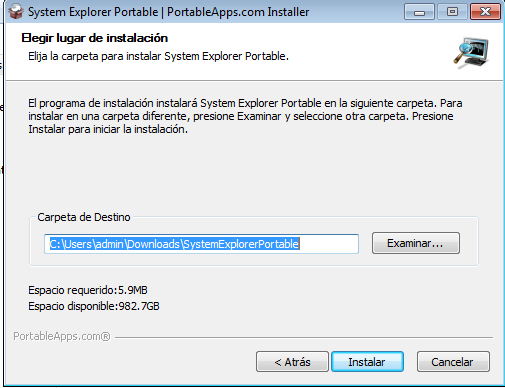 System Explorer Portable | PortableApps.com Installer
Elegir lugar de instalación
Elija la carpeta para instalar System Explorer Portable.
El programa de instalación instalará System Explorer Portable en la siguiente carpeta. Para
instalar en una carpeta diferente, presione Examinar y seleccione otra carpeta. Presione
Instalar para iniciar la instalación.
Carpeta de Destino
C:\Users\admin\Downloads\SystemExplorerPortable
Examinar...
Espacio requerido:5.9MB
Espacio disponible:982.7GB
PortableApps.com®
< Atrás
Instalar
Cancelar